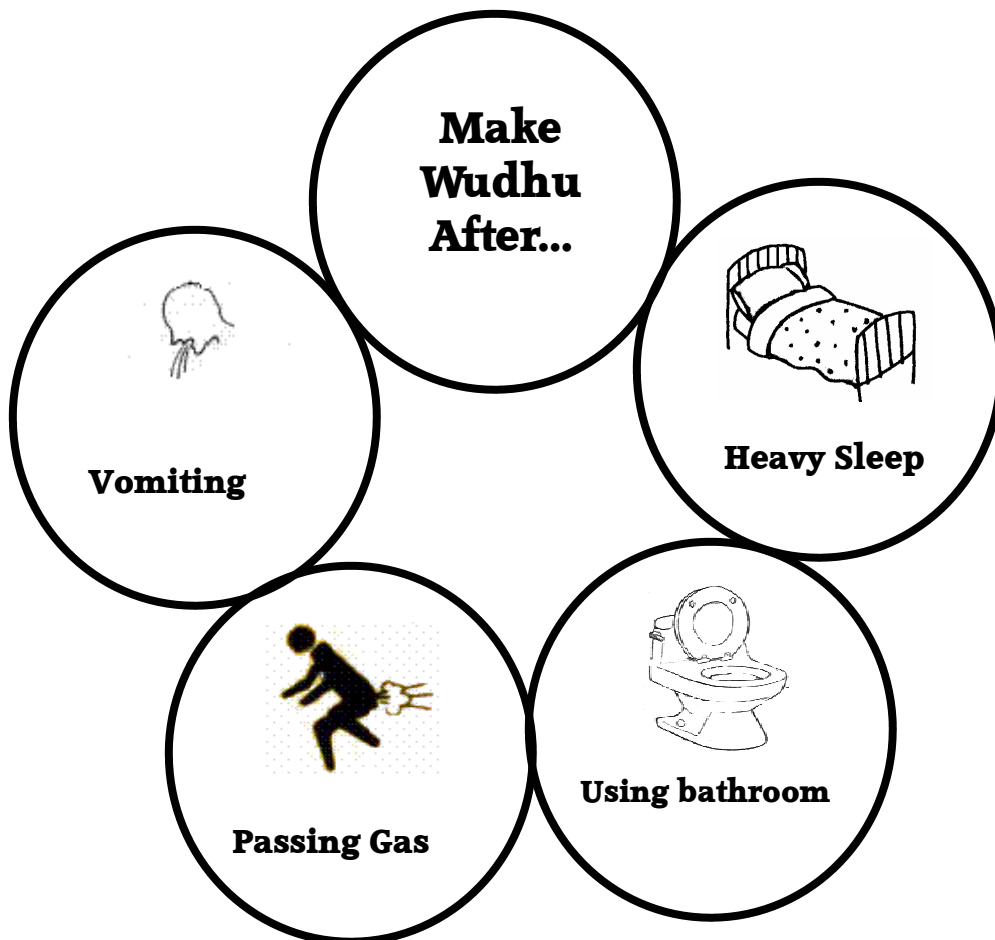 Make
Wudhu
After...
Heavy Sleep
Vomiting
Using bathroom
Passing Gas